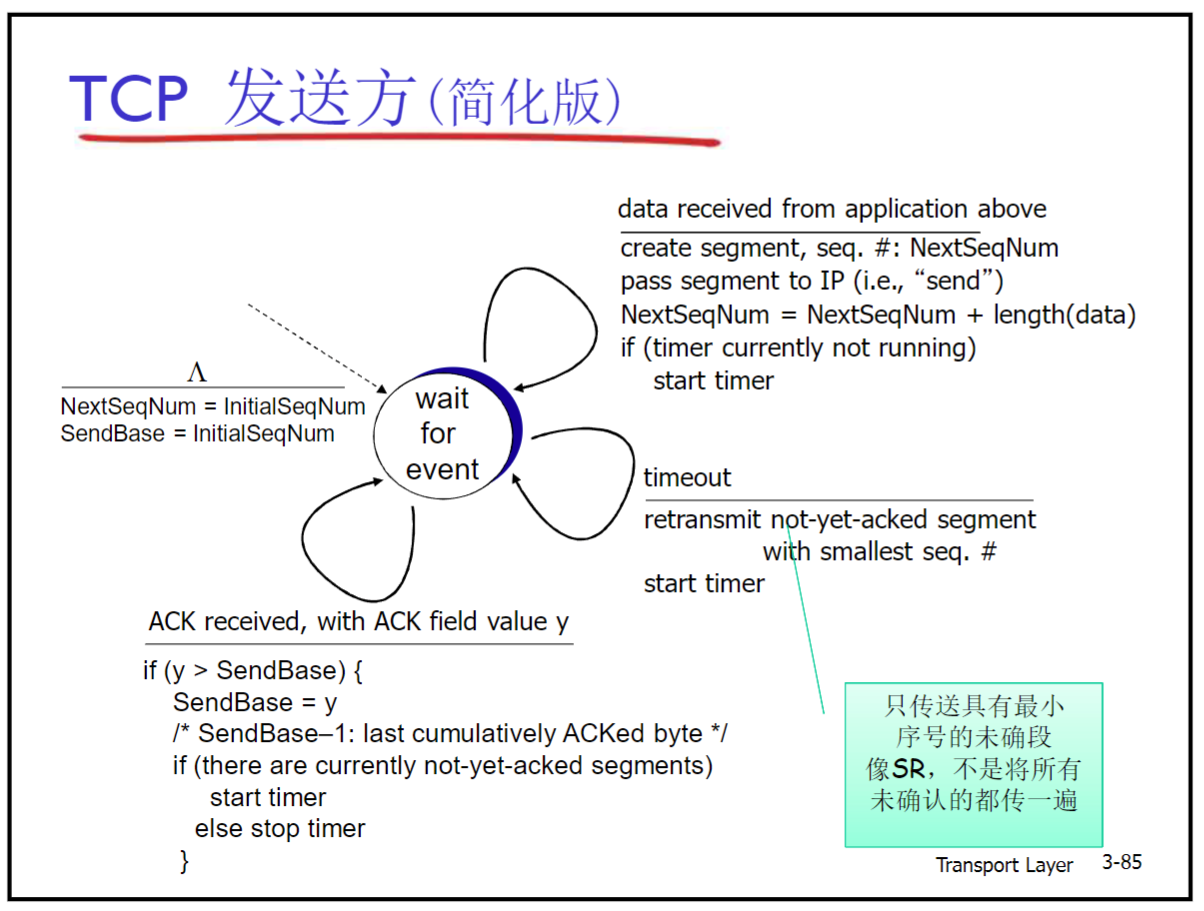 TCP 发送方(简化版)
data received from application above
create segment, seq. #: NextSeqNum
pass segment to IP (i.e., “send”)
NextSeqNum = NextSeqNum + length(data)
if (timer currently not running)
start timer
Λ
NextSeqNum = InitialSeqNum
SendBase = InitialSeqNum
wait
for
event
timeout
retransmit not-yet-acked segment
with smallest seq. #
start timer
ACK received, with ACK field value y
if (y > SendBase) {
SendBase = y
/* SendBase–1: last cumulatively ACKed byte */
if (there are currently not-yet-acked segments)
start timer
else stop timer
}
只传送具有最小
序号的未确段
像SR，不是将所有
未确认的都传一遍
Transport Layer 3-85